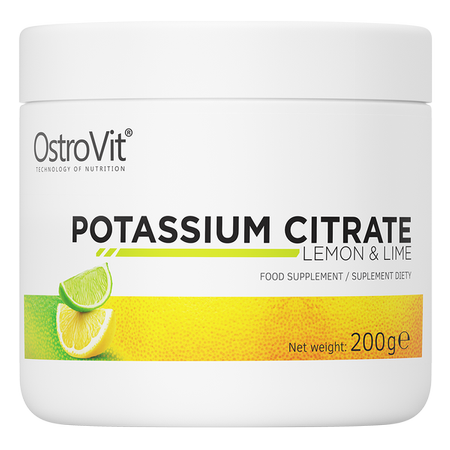 OstroVit®
TECHNOLOGY OF NUTRITION
POTASSIUM CITRATE
LEMON & LIME
FOOD SUPPLEMENT / SUPLEMENT DIETY
Net weight: 200g℮